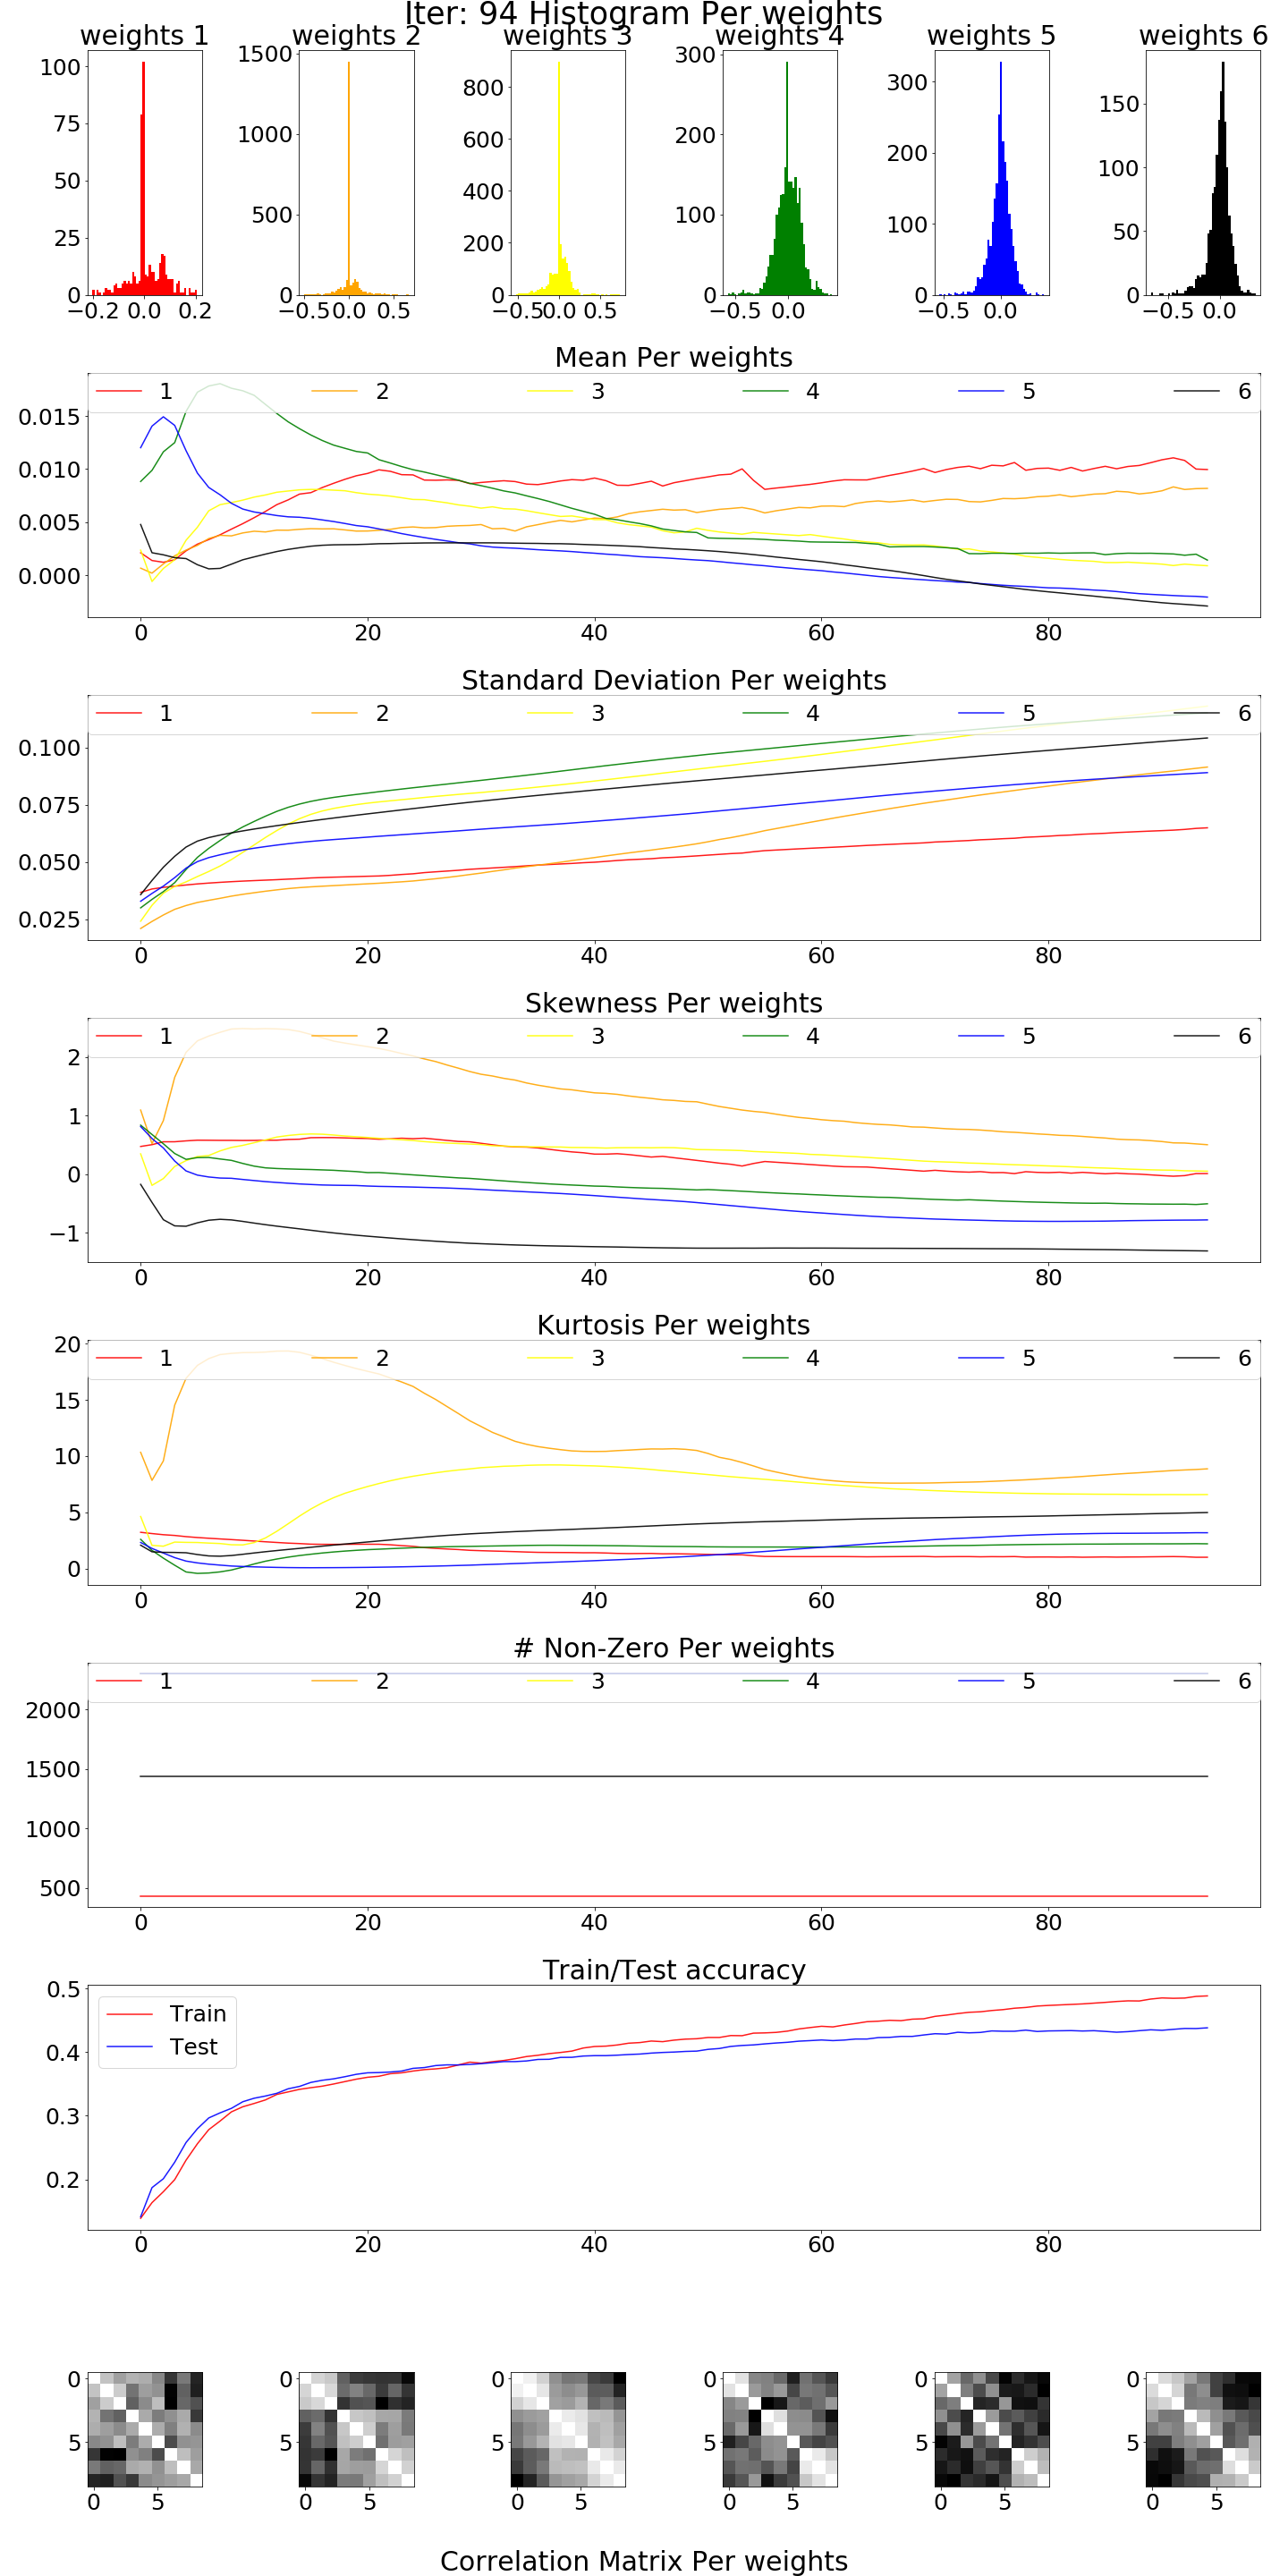 Iter: 94 Histogram Per weights
weights 1 weights 2 weights 3 weights 4 weights 5 weights 6
100 75 50 25 0
−0.2 0.0 0.2
1500 1000 500 0
−0.5 0.0 0.5
800 600 400 200 0
−0.5 0.0 0.5
300 200 100 0
−0.5 0.0
300 200 100 0
−0.5 0.0
150 100 50 0
−0.5 0.0
Mean Per weights
1 2 3 4 5 6
0.015
0.010
0.005
0.000
0 20 40 60 80
Standard Deviation Per weights
1 2 3 4 5 6
0.100
0.075
0.050
0.025
0 20 40 60 80
Skewness Per weights
1 2 3 4 5 6
2
1
0
−1
0 20 40 60 80
Kurtosis Per weights
20
1 2 3 4 5 6
15
10
5
0
0 20 40 60 80
# Non-Zero Per weights
1 2 3 4 5 6
2000
1500
1000
500
0 20 40 60 80
Train/Test accuracy
0.5
Train
Test
0.4
0.3
0.2
0 20 40 60 80
0 0 0 0 0 0
5 5 5 5 5 5
0 5 0 5 0 5 0 5 0 5 0 5
Correlation Matrix Per weights